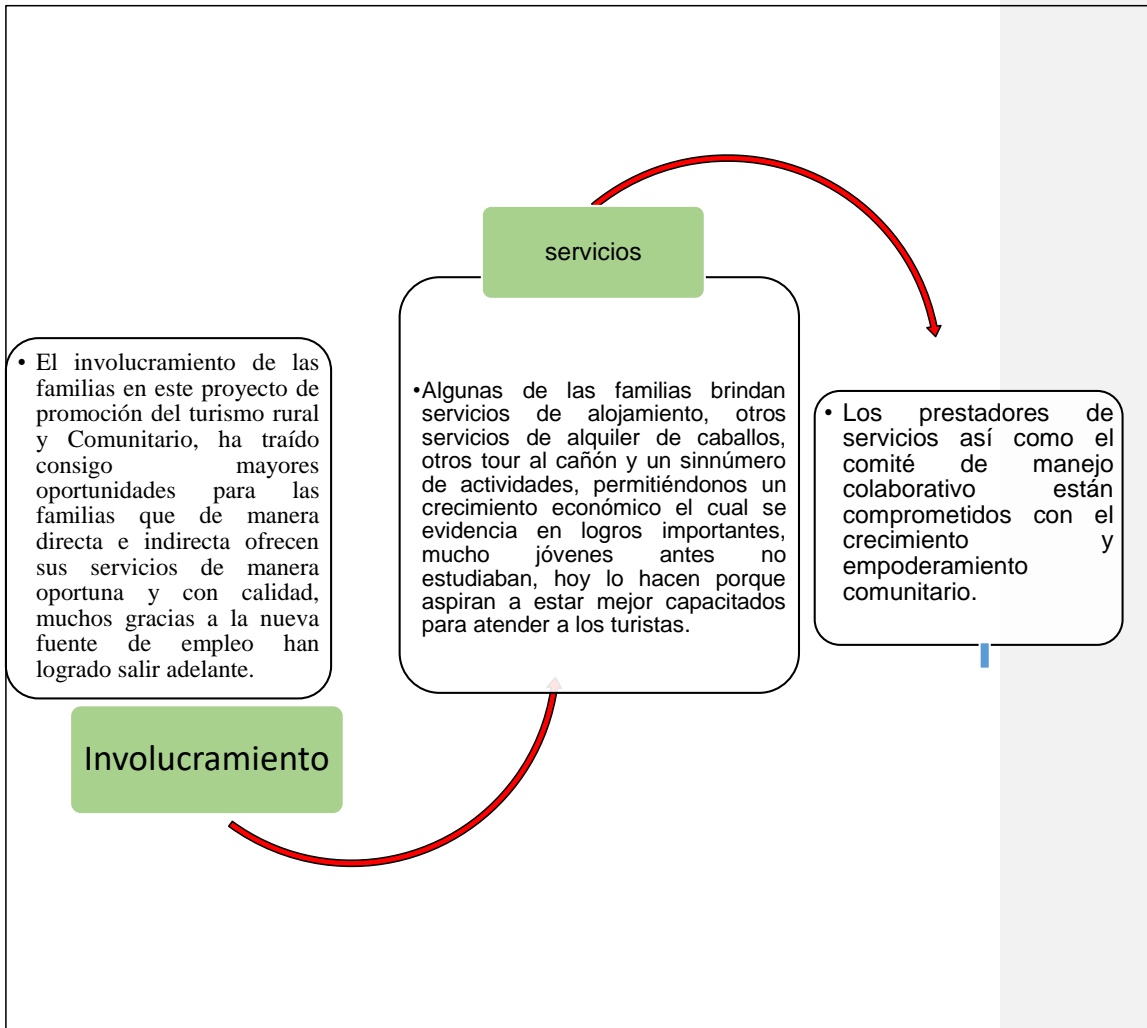 • El involucramiento de las
familias en este proyecto de
promoción del turismo rural
y Comunitario, ha traído
consigo mayores
oportunidades para las
familias que de manera
directa e indirecta ofrecen
sus servicios de manera
oportuna y con calidad,
muchos gracias a la nueva
fuente de empleo han
logrado salir adelante.
Involucramiento
servicios
•Algunas de las familias brindan
servicios de alojamiento, otros
servicios de alquiler de caballos,
otros tour al cañón y un sinnúmero
de actividades, permitiéndonos un
crecimiento económico el cual se
evidencia en logros importantes,
mucho jóvenes antes no
estudiaban, hoy lo hacen porque
aspiran a estar mejor capacitados
para atender a los turistas.
• Los prestadores de
servicios así como el
comité de manejo
colaborativo están
comprometidos con el
crecimiento y
empoderamiento
comunitario.